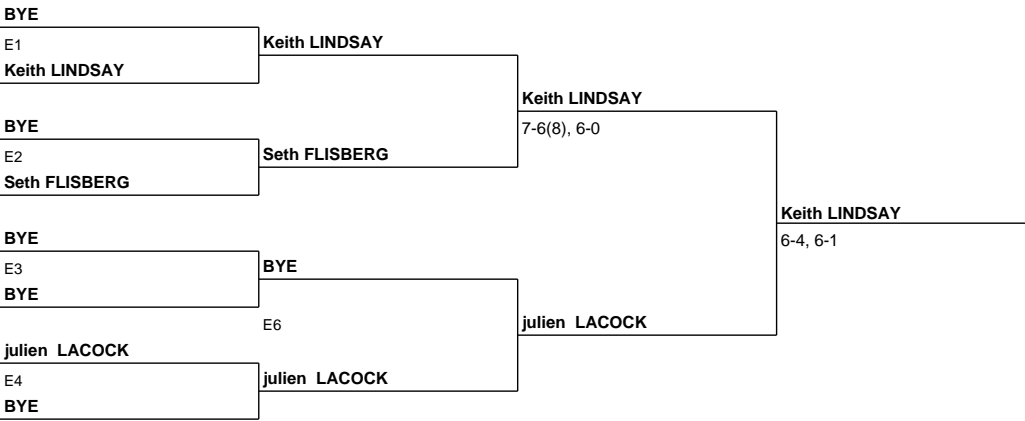 BYE
E1
Keith LINDSAY
Keith LINDSAY
BYE
E2
Seth FLISBERG
Seth FLISBERG
Keith LINDSAY
7-6(8), 6-0
BYE
E3
BYE
BYE
E6
julien  LACOCK
E4
BYE
julien  LACOCK
julien  LACOCK
Keith LINDSAY
6-4, 6-1